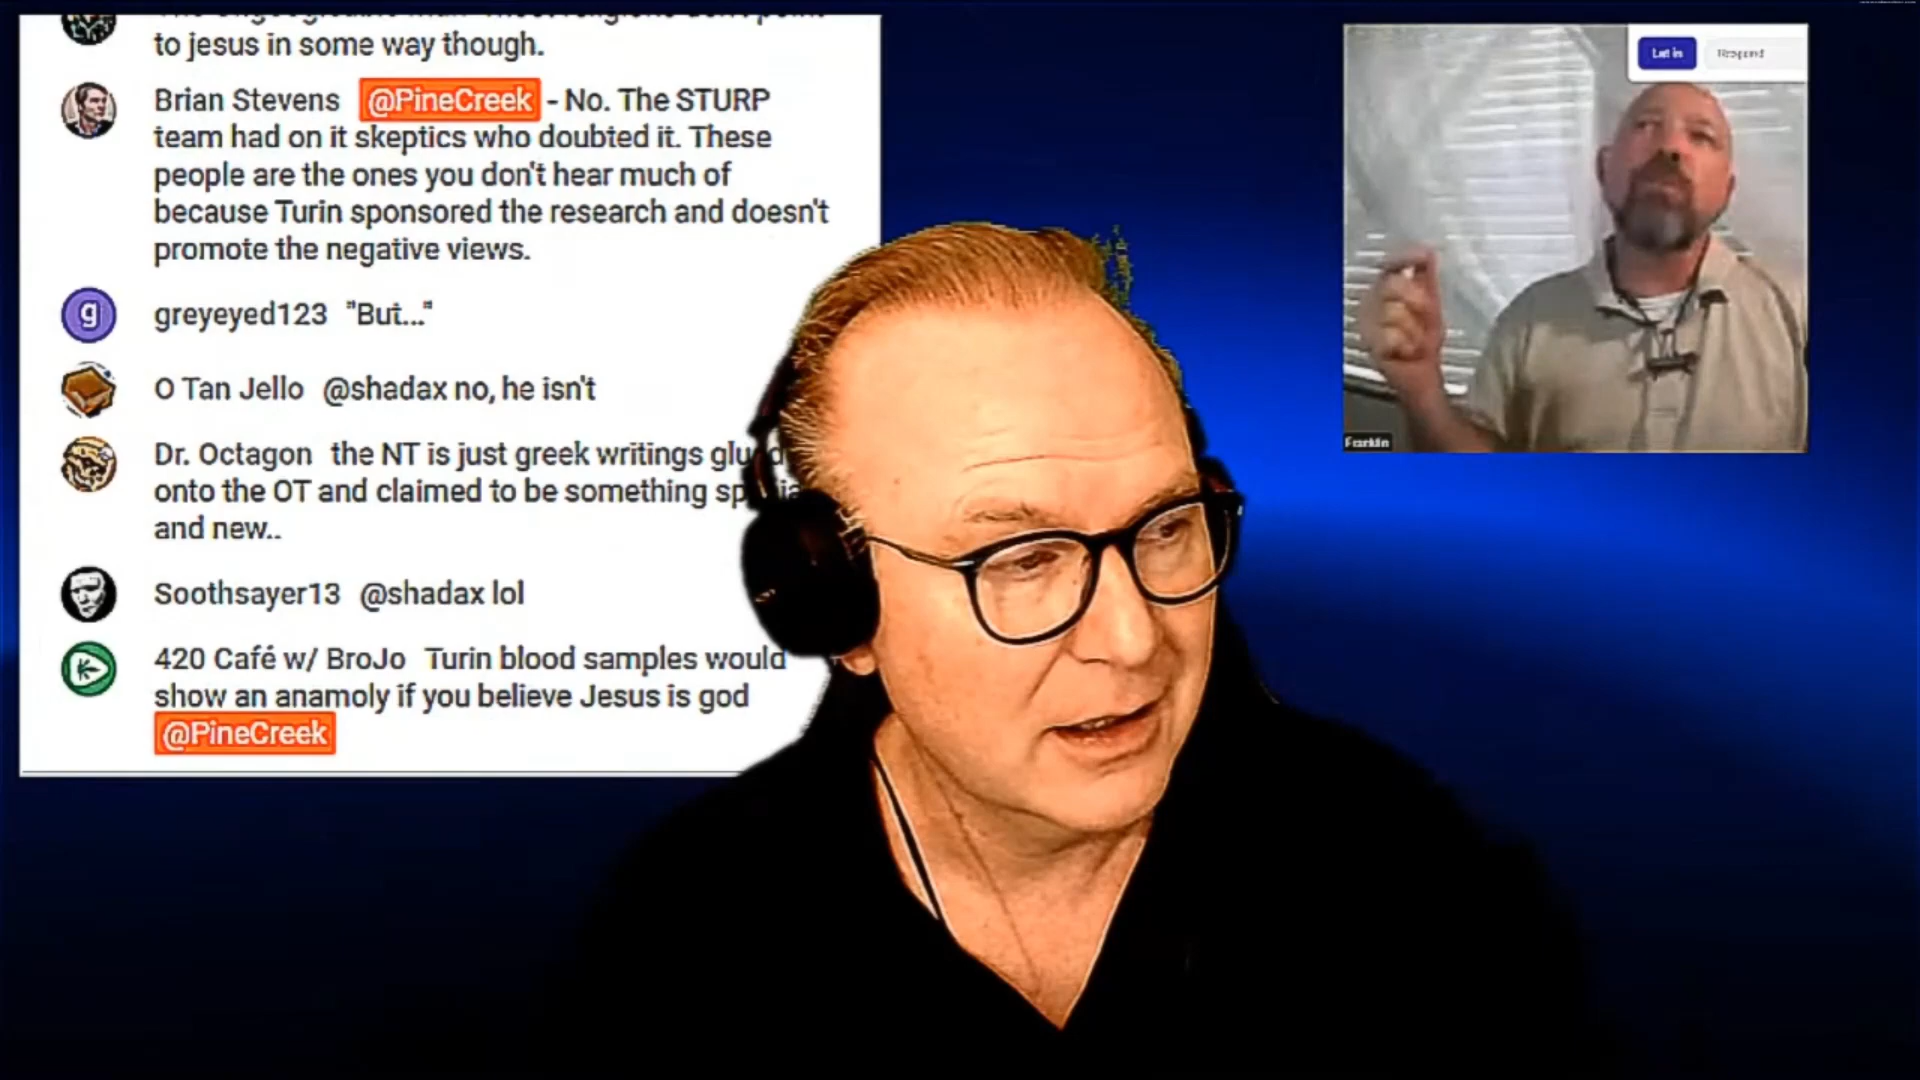 to jesus in some way though.
Brian Stevens @PineCreek - No. The STURP
team had on it skeptics who doubted it. These
people are the ones you don't hear much of
because Turin sponsored the research and doesn't
promote the negative views.
greyeyed123 "But..."
O Tan Jello @shadax no, he isn't
Dr. Octagon the NT is just greek writings
onto the OT and claimed to be something
and new..
Soothsayer13 @shadax lol
420 Café w/ BroJo Turin blood samples would
show an anamoly if you believe Jesus is god
@PineCreek
Let in Respond
Franklin